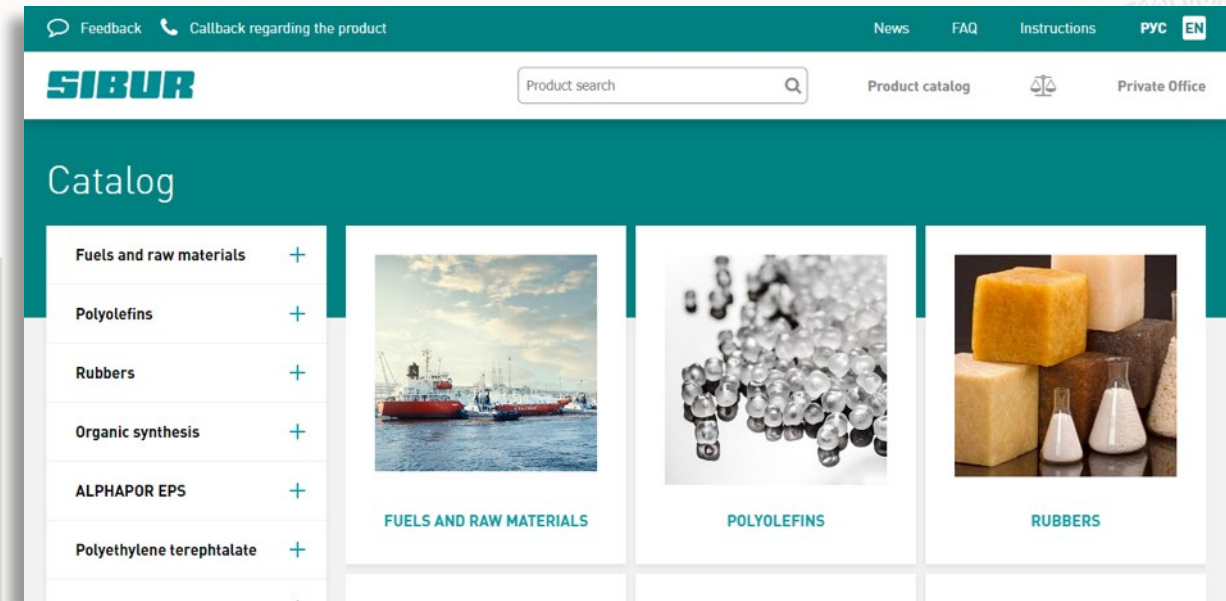 Feedback Callback regarding the product News FAQ Instructions РУС EN
SIBUR Product search Product catalog Private Office
Catalog
Fuels and raw materials
Polyolefins
Rubbers
Organic synthesis
ALPHAPOR EPS
Polyethylene terephtalate
FUELS AND RAW MATERIALS POLYOLEFINS RUBBERS